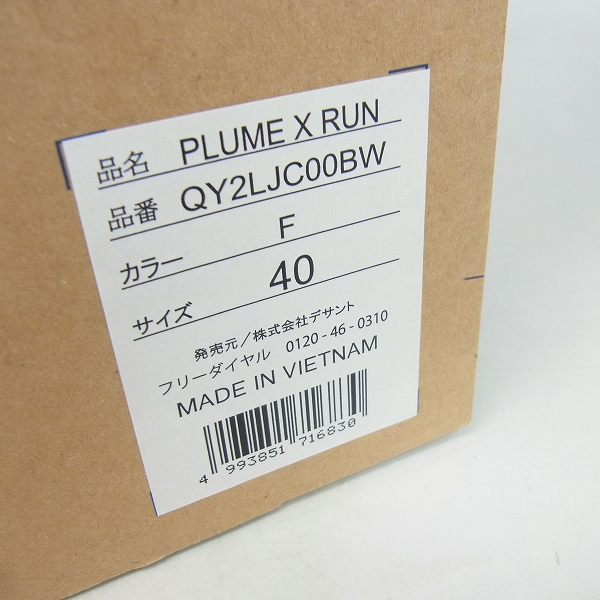 品名 PLUME X RUN
品番 QY2LJC00BW
カラー F
サイズ 40
発売元/株式会社デサント
フリーダイヤル 0120-46-0310
MADE IN VIETNAM
4 993851 716830